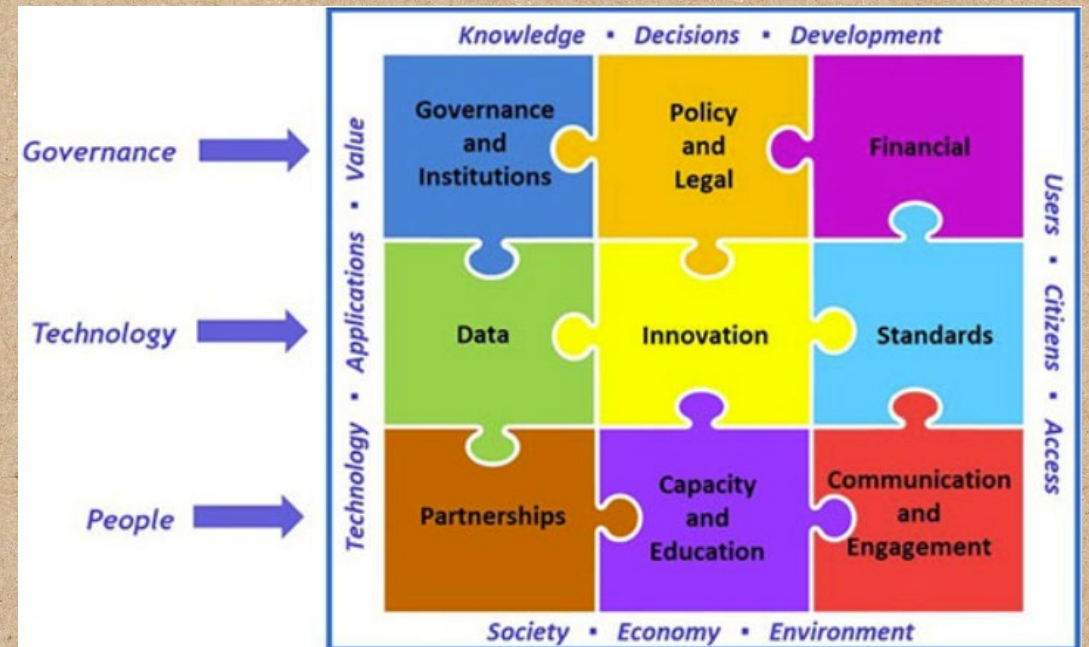 Knowledge ▪ Decisions ▪ Development
Governance
Technology
People
Technology ▪ Applications ▪ Value
Governance
and
Institutions
Policy
and
Legal
Financial
Data
Innovation
Standards
Partnerships
Capacity
and
Education
Communication
and
Engagement
Users ▪ Citizens ▪ Access
Society ▪ Economy ▪ Environment